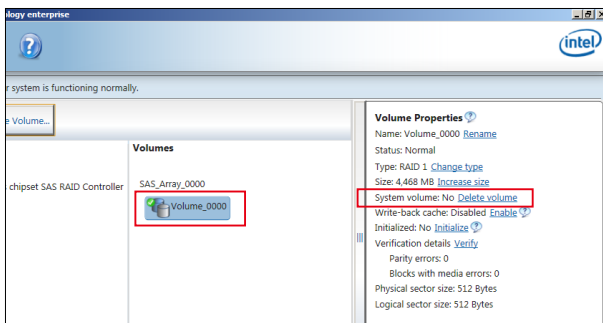 ology enterprise
intel
r system is functioning normally.
e Volume...
Volumes
chipset SAS RAID Controller
SAS_Array_0000
Volume_0000
Volume Properties
Name: Volume_0000 Rename
Status: Normal
Type: RAID 1 Change type
Size: 4,468 MB Increase size
System volume: No Delete volume
Write-back cache: Disabled Enable
Initialized: No Initialize
Verification details Verify
Parity errors: 0
Blocks with media errors: 0
Physical sector size: 512 Bytes
Logical sector size: 512 Bytes